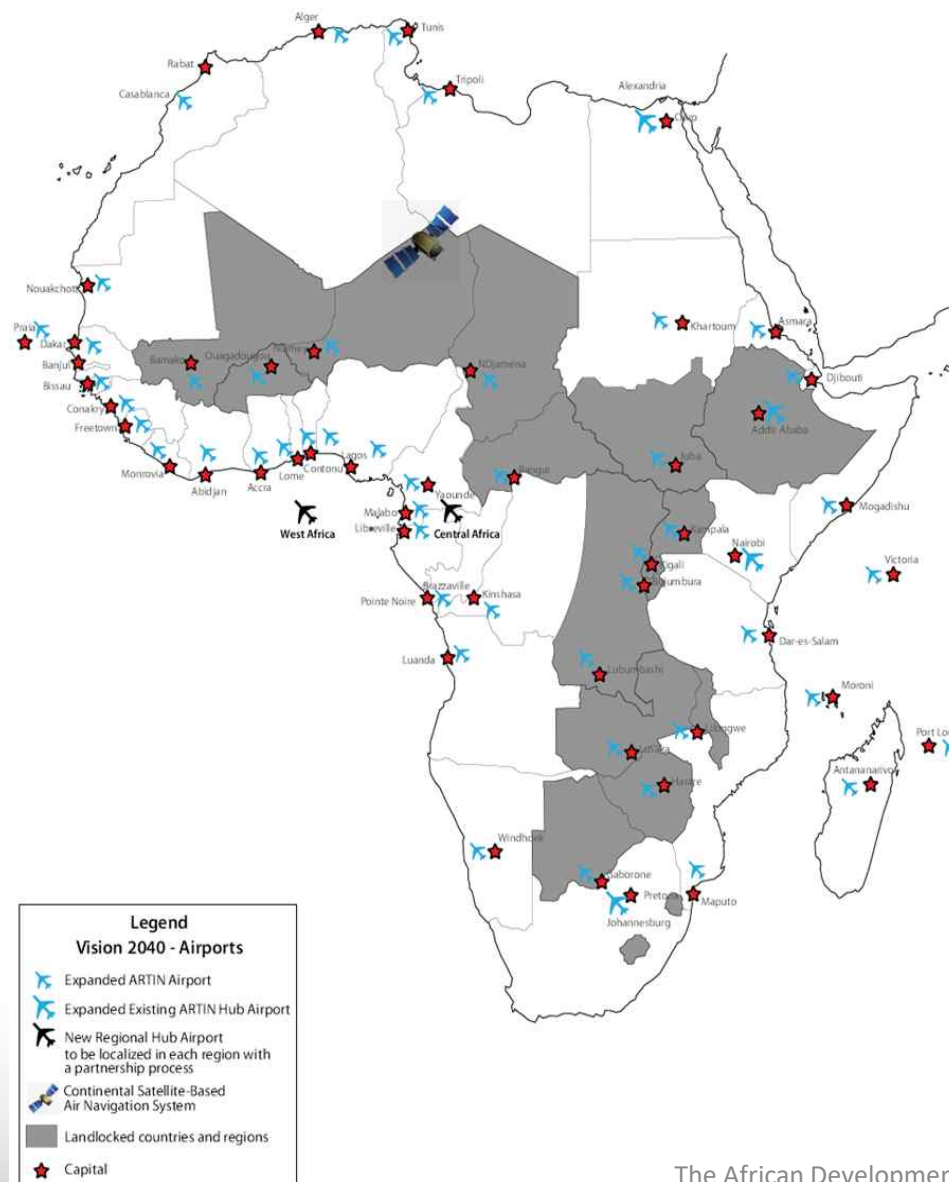 Alger
Tunis
Rabat
Tripoli
Casablanca
Alexandria
Cairo
Nouakchott
Praia
Dakar
Banjul
Bissau
Conakry
Freetown
Monrovia
Abidjan
Accra
Lome
Contonu
Lagos
Bamako
Ouagadougou
Niamey
NDjamena
Khartoum
Asmara
Djibouti
Addis Ababa
Juba
Bangui
Yaounde
Malabo
Libreville
West Africa
Central Africa
Kampala
Nairobi
Mogadishu
Kigali
Bujumbura
Victoria
Brazzaville
Pointe Noire
Kinshasa
Dar-es-Salam
Luanda
Lubumbashi
Moroni
Lilongwe
Lusaka
Port Lou
Antananarivo
Harare
Windhoek
Gaborone
Pretoria
Maputo
Johannesburg
Legend
Vision 2040 - Airports
Expanded ARTIN Airport
Expanded Existing ARTIN Hub Airport
New Regional Hub Airport
to be localized in each region with
a partnership process
Continental Satellite-Based
Air Navigation System
Landlocked countries and regions
Capital
The African Developmen